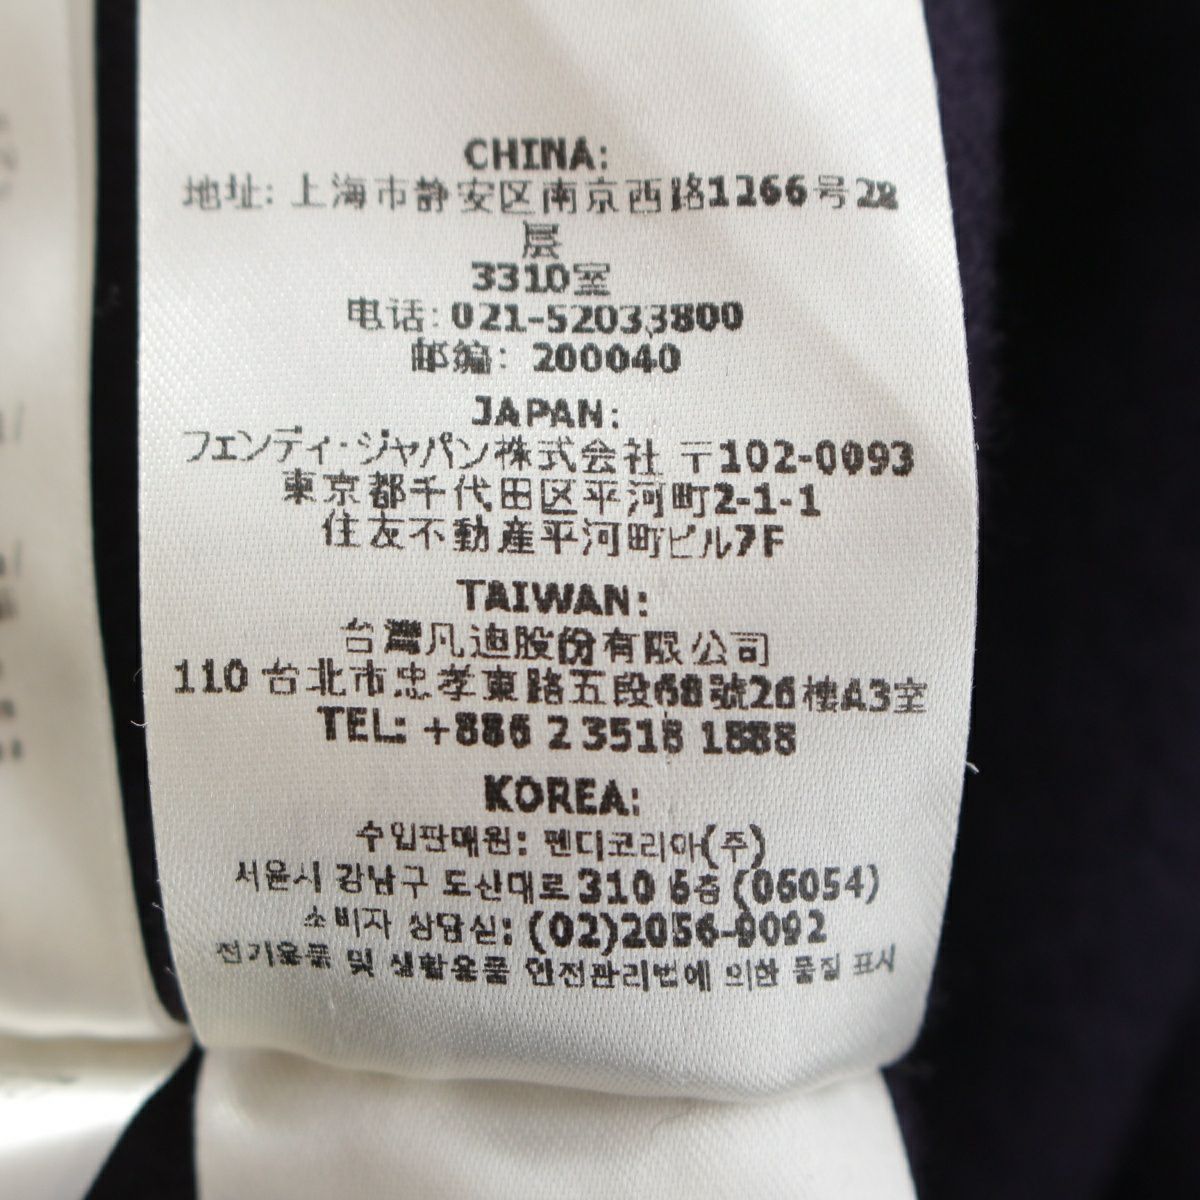 CHINA:
地址: 上海市静安区南京西路1266号28
层
3310室
电话: 021-52033800
邮编: 200040
JAPAN:
フェンディ・ジャパン株式会社 〒102-0093
東京都千代田区平河町2-1-1
住友不動産平河町ビル7F
TAIWAN:
台灣凡迪股份有限公司
110 台北市忠孝東路五段68號26樓A3室
TEL: +886 2 3518 1888
KOREA:
수입판매원: 펜디코리아(주)
서울시 강남구 도산대로 310 6층 (06054)
소비자 상담실: (02)2056-9092
전기용품 및 생활용품 안전관리법에 의한 품질 표시